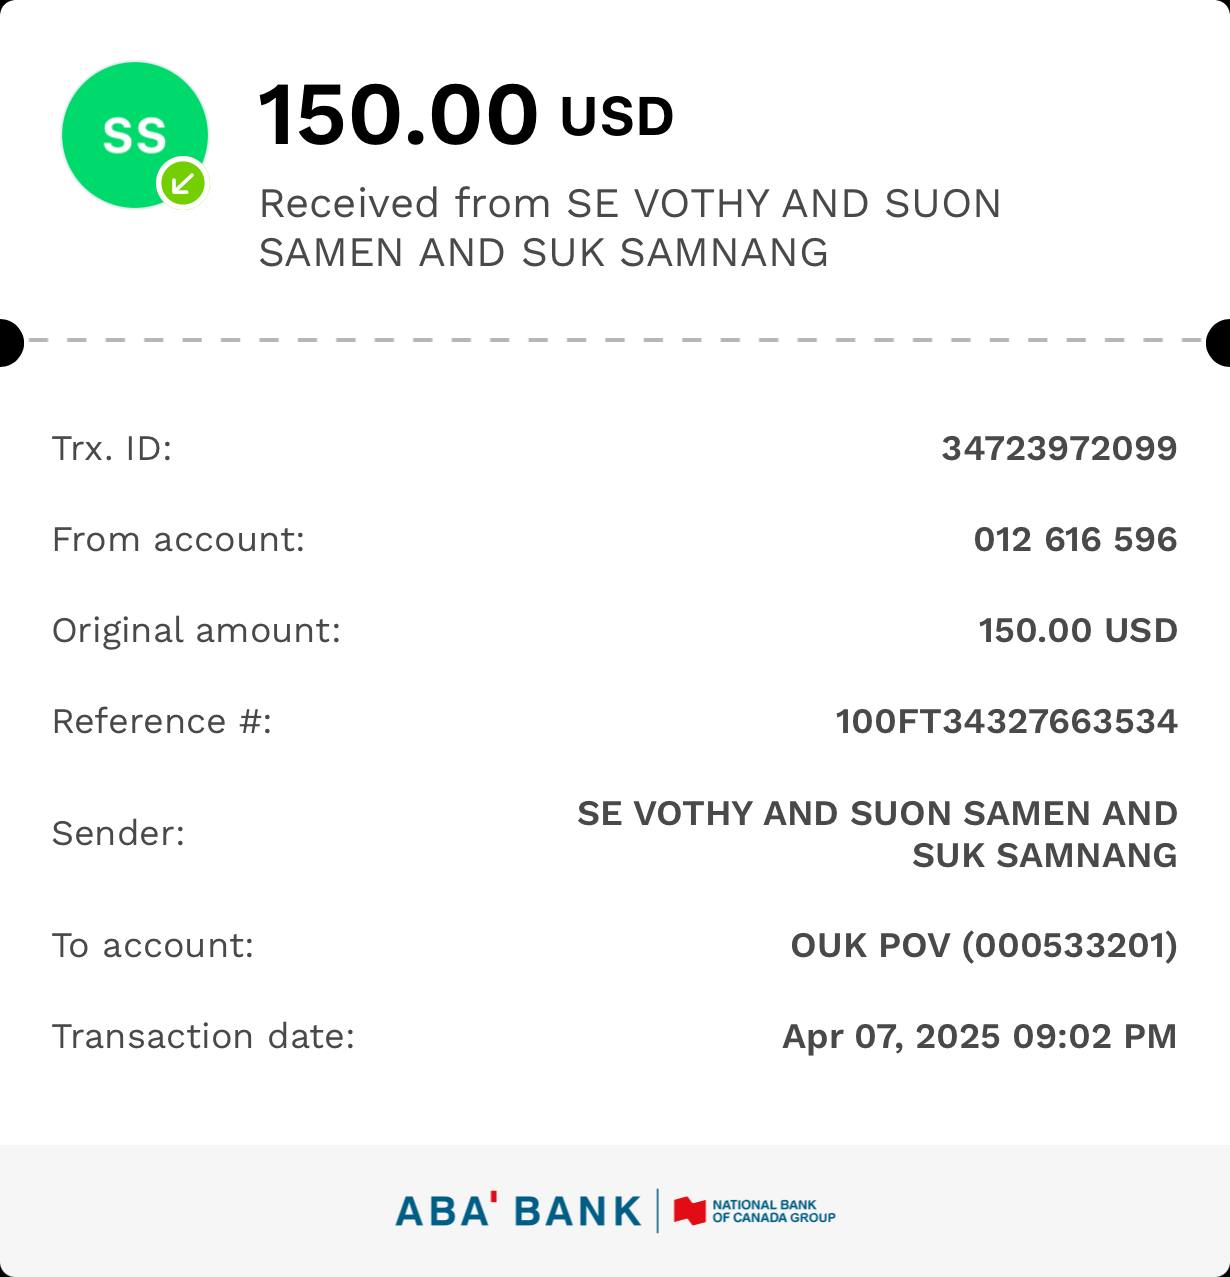 SS
150.00 USD
Received from SE VOTHY AND SUON
SAMEN AND SUK SAMNANG
Trx. ID: 34723972099
From account: 012 616 596
Original amount: 150.00 USD
Reference #: 100FT34327663534
Sender: SE VOTHY AND SUON SAMEN AND
SUK SAMNANG
To account: OUK POV (000533201)
Transaction date: Apr 07, 2025 09:02 PM
ABA' BANK NATIONAL BANK
OF CANADA GROUP